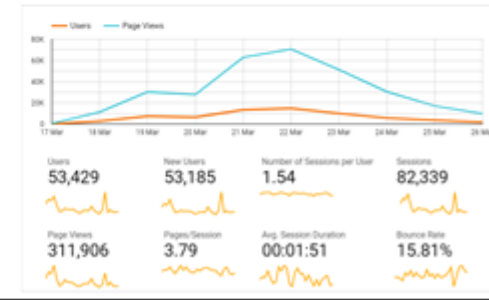 Users Page Views
80K
60K
40K
20K
0
17 Mar 18 Mar 19 Mar 20 Mar 21 Mar 22 Mar 23 Mar 24 Mar 25 Mar 26 Mar
Users New Users Number of Sessions per User Sessions
53,429 53,185 1.54 82,339
Page Views Pages/Session Avg. Session Duration Bounce Rate
311,906 3.79 00:01:51 15.81%